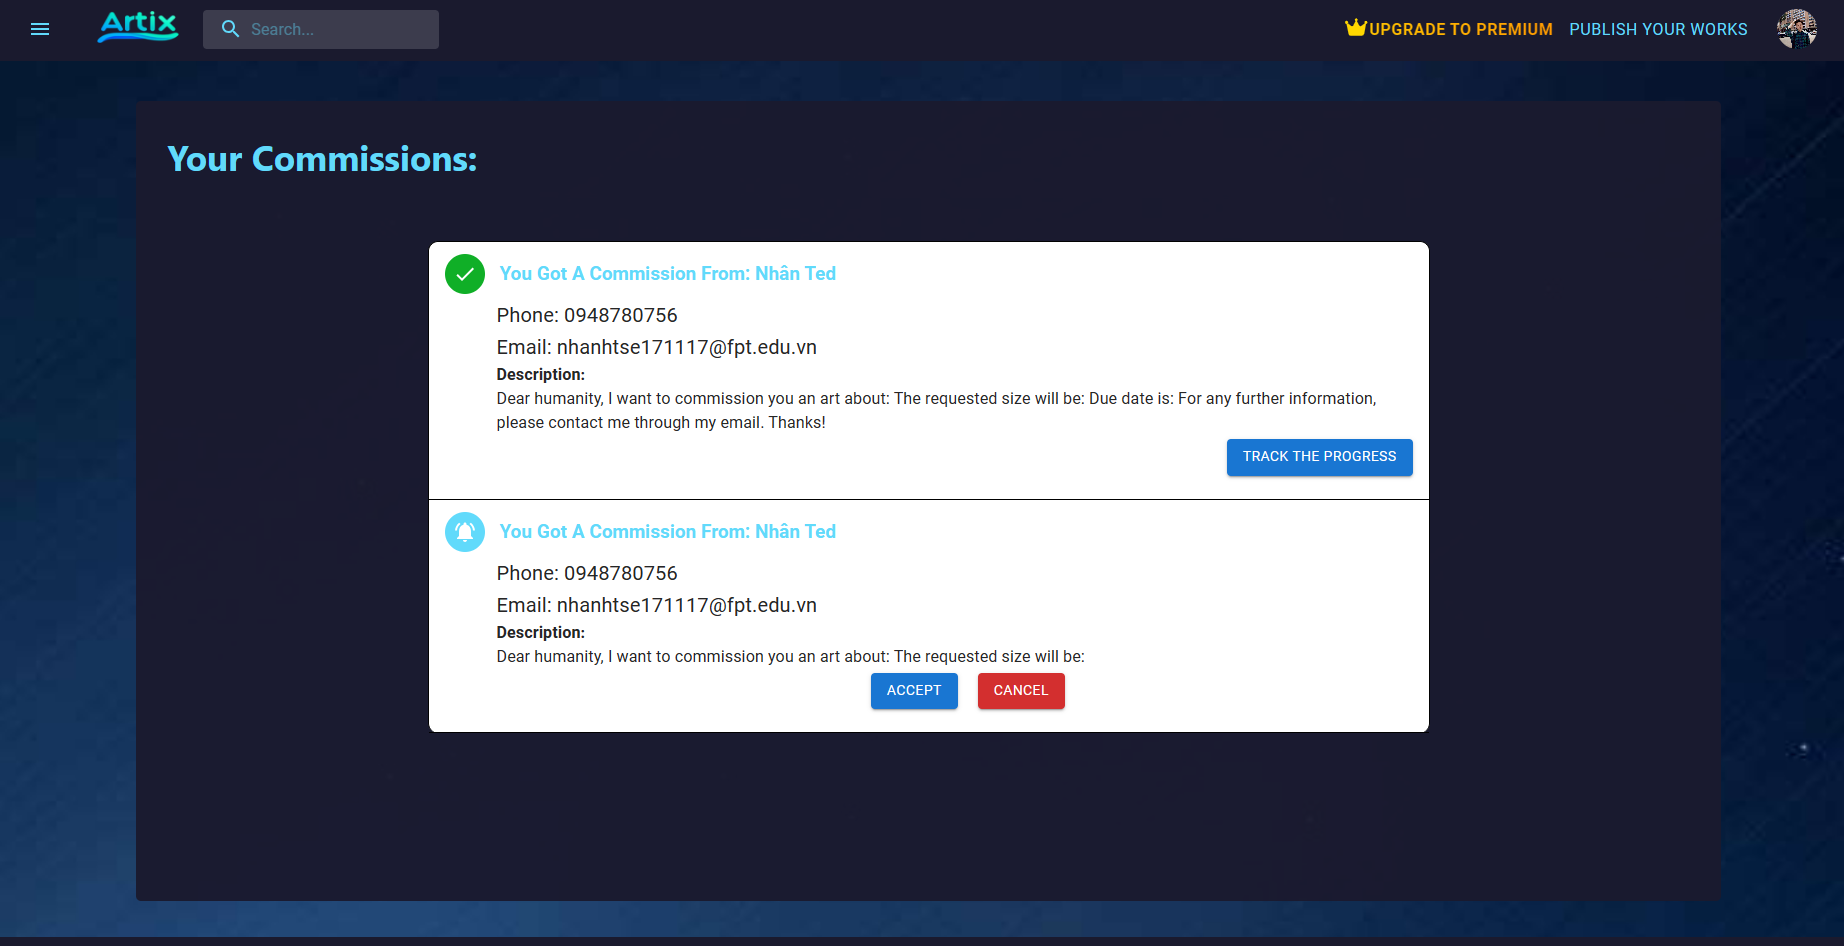 Artix
Search...
UPGRADE TO PREMIUM
PUBLISH YOUR WORKS
Your Commissions:
You Got A Commission From: Nhân Ted
Phone: 0948780756
Email: nhanhtse171117@fpt.edu.vn
Description:
Dear humanity, I want to commission you an art about: The requested size will be: Due date is: For any further information,
please contact me through my email. Thanks!
TRACK THE PROGRESS
You Got A Commission From: Nhân Ted
Phone: 0948780756
Email: nhanhtse171117@fpt.edu.vn
Description:
Dear humanity, I want to commission you an art about: The requested size will be:
ACCEPT
CANCEL